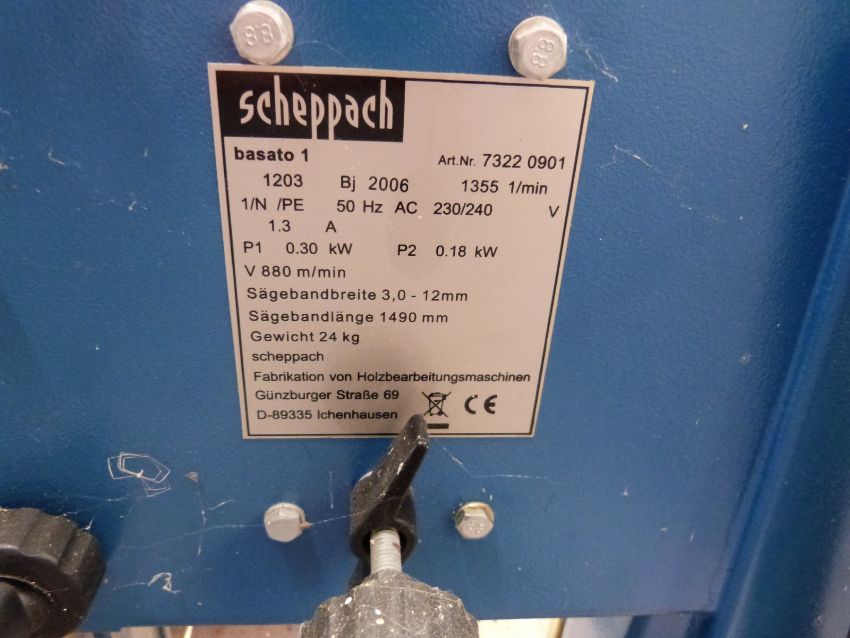 8.8
8.8
scheppach
basato 1 Art.Nr. 7322 0901
1203 Bj 2006 1355 1/min
1/N /PE 50 Hz AC 230/240 V
1.3 A
P1 0.30 kW P2 0.18 kW
V 880 m/min
Sägebandbreite 3,0 - 12mm
Sägebandlänge 1490 mm
Gewicht 24 kg
scheppach
Fabrikation von Holzbearbeitungsmaschinen
Günzburger Straße 69
D-89335 Ichenhausen CE